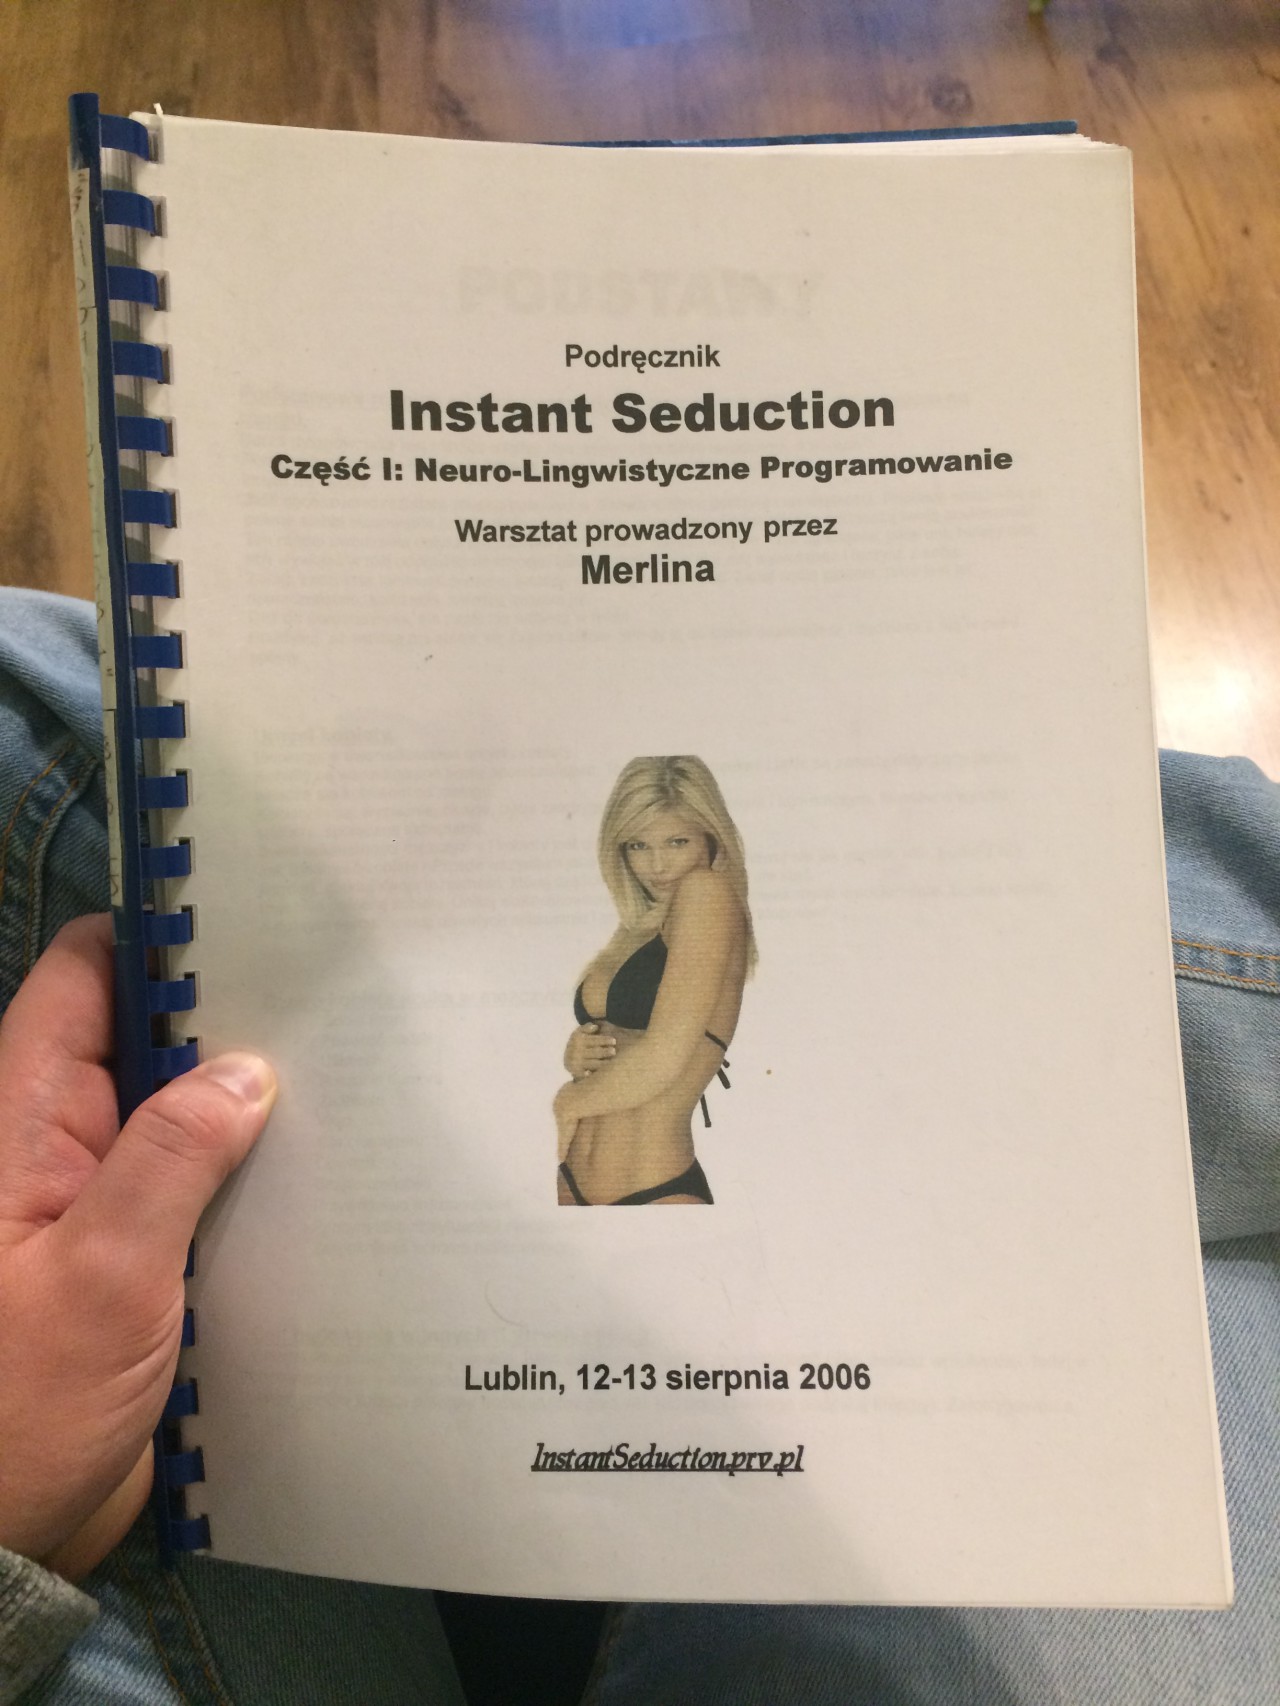 PODSTAWY
Podręcznik
Instant Seduction
Część I: Neuro-Lingwistyczne Programowanie
Warsztat prowadzony przez
Merlina
Lublin, 12-13 sierpnia 2006
InstantSeduction.prv.pl